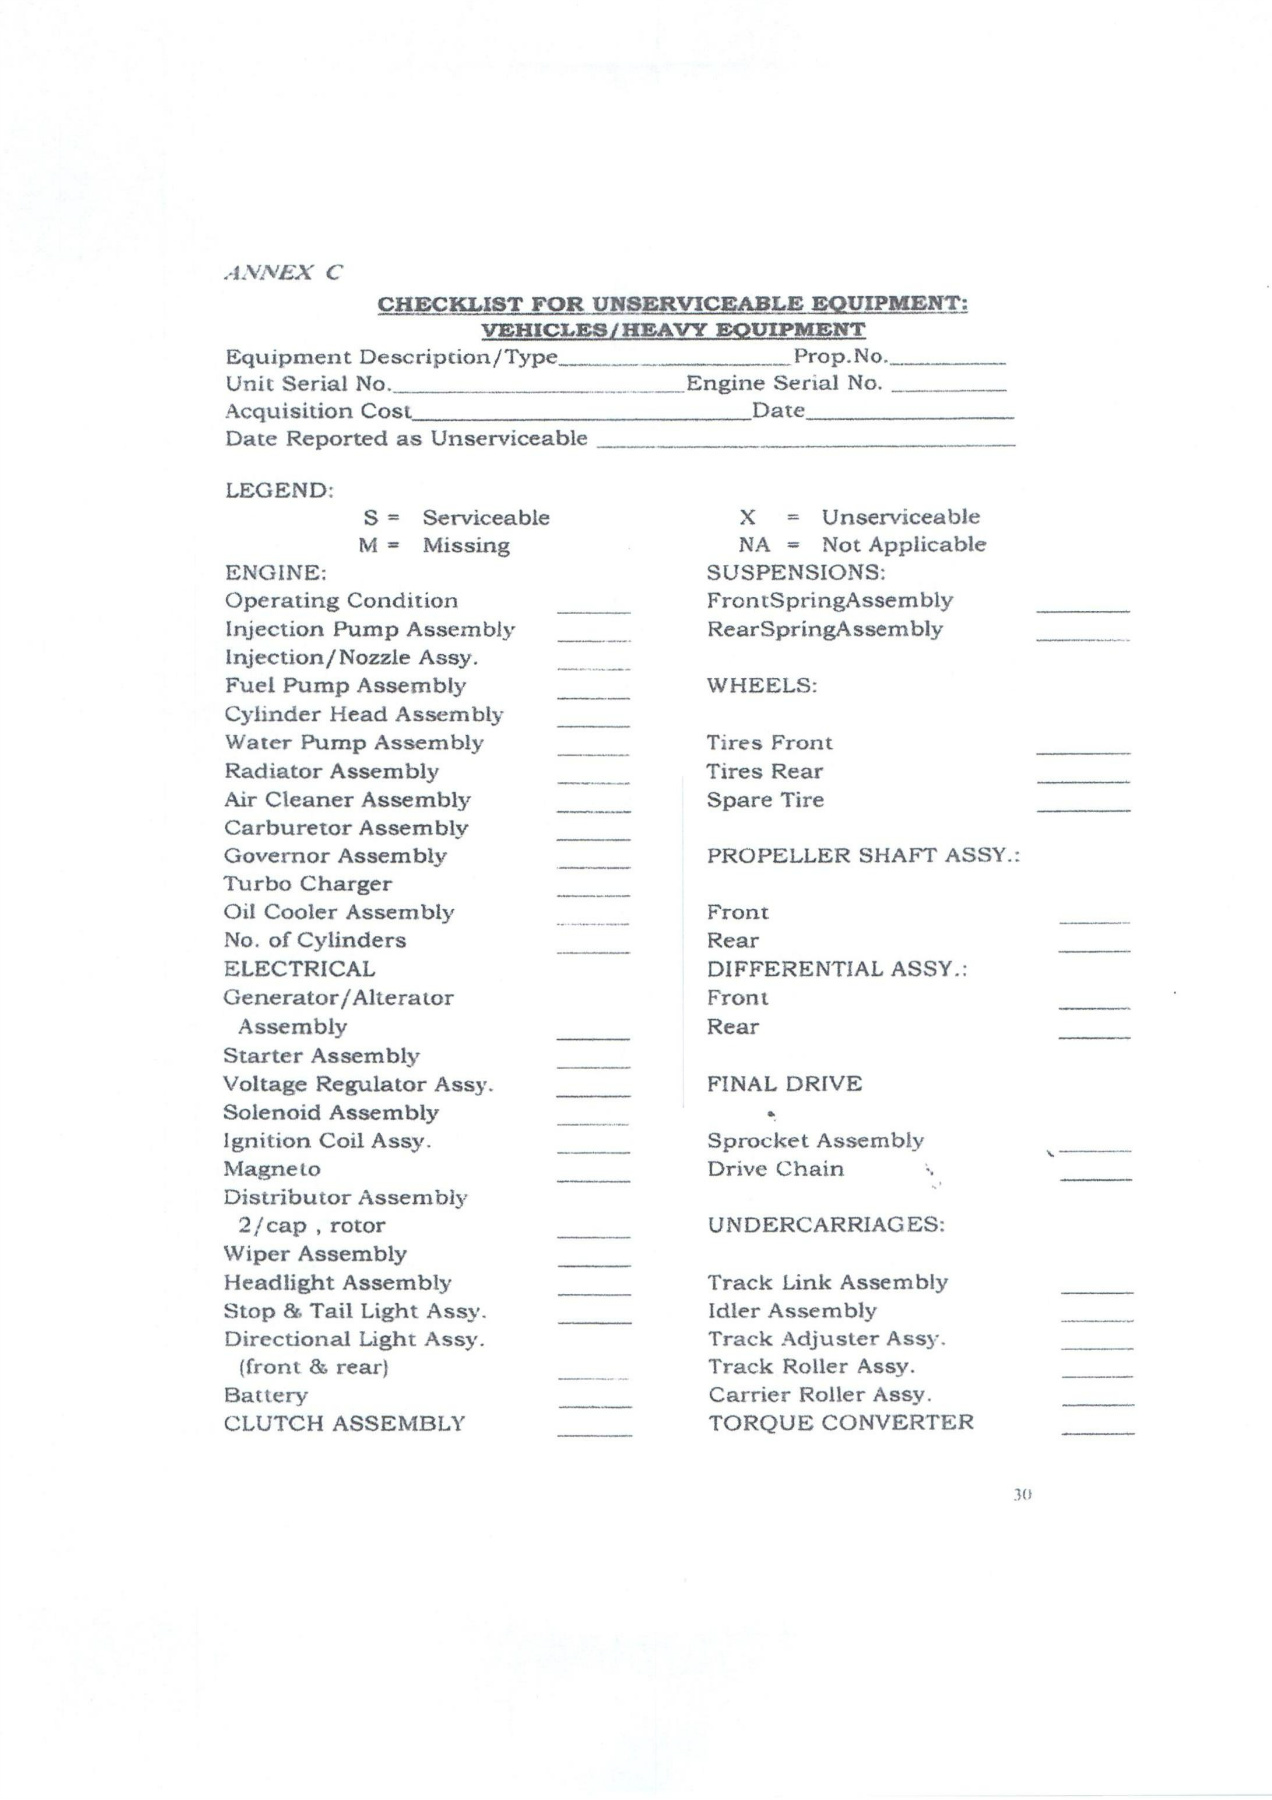 ANNEX C
CHECKLIST FOR UNSERVICEABLE EQUIPMENT:
VEHICLES/HEAVY EQUIPMENT
Equipment Description/Type____________________Prop.No.__________
Unit Serial No._________________________Engine Serial No. __________
Acquisition Cost_____________________________Date__________________
Date Reported as Unserviceable ____________________________________
LEGEND:
S = Serviceable X = Unserviceable
M = Missing NA = Not Applicable
ENGINE:
Operating Condition ______
Injection Pump Assembly ______
Injection/Nozzle Assy. ______
Fuel Pump Assembly ______
Cylinder Head Assembly ______
Water Pump Assembly ______
Radiator Assembly ______
Air Cleaner Assembly ______
Carburetor Assembly ______
Governor Assembly ______
Turbo Charger ______
Oil Cooler Assembly ______
No. of Cylinders ______
ELECTRICAL
Generator/Alterator
Assembly ______
Starter Assembly ______
Voltage Regulator Assy. ______
Solenoid Assembly ______
Ignition Coil Assy. ______
Magneto ______
Distributor Assembly
2/cap , rotor ______
Wiper Assembly ______
Headlight Assembly ______
Stop & Tail Light Assy. ______
Directional Light Assy.
(front & rear) ______
Battery ______
CLUTCH ASSEMBLY ______
SUSPENSIONS:
FrontSpringAssembly ________
RearSpringAssembly ________
WHEELS:
Tires Front ________
Tires Rear ________
Spare Tire ________
PROPELLER SHAFT ASSY.:
Front ______
Rear ______
DIFFERENTIAL ASSY.:
Front ______
Rear ______
FINAL DRIVE
Sprocket Assembly ______
Drive Chain ______
UNDERCARRIAGES:
Track Link Assembly ______
Idler Assembly ______
Track Adjuster Assy. ______
Track Roller Assy. ______
Carrier Roller Assy. ______
TORQUE CONVERTER ______
30